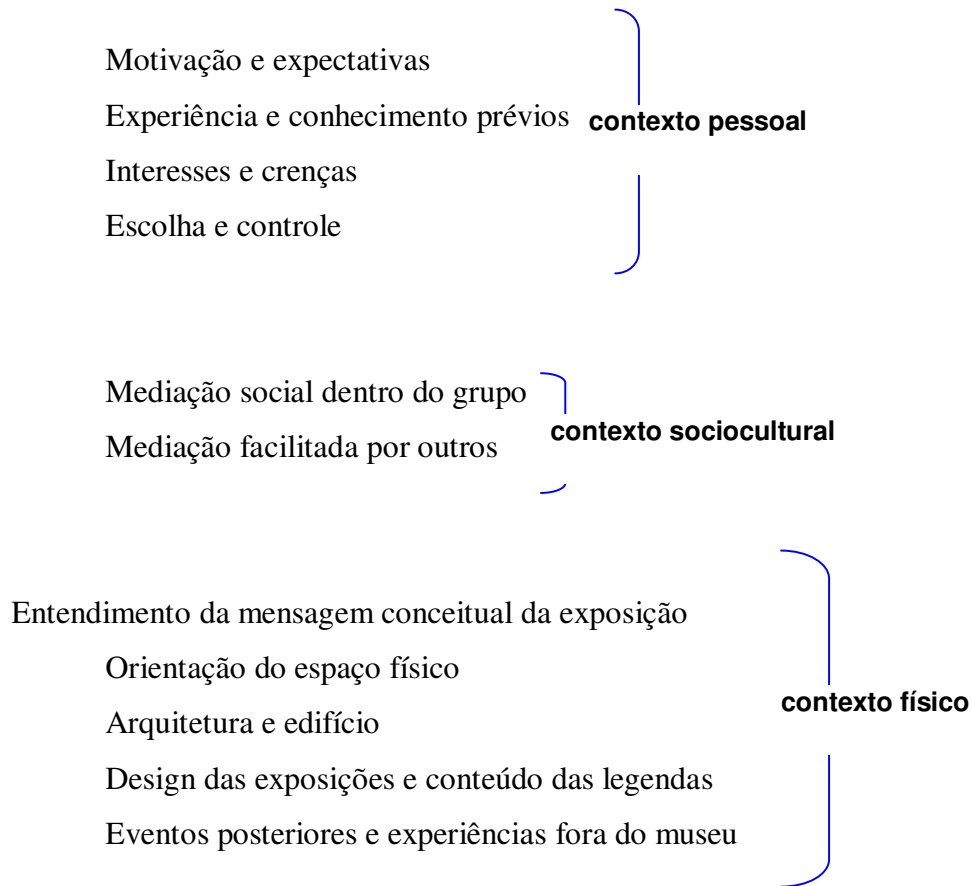 Motivação e expectativas
Experiência e conhecimento prévios contexto pessoal
Interesses e crenças
Escolha e controle
Mediação social dentro do grupo
Mediação facilitada por outros contexto sociocultural
Entendimento da mensagem conceitual da exposição
Orientação do espaço físico
Arquitetura e edifício
contexto físico
Design das exposições e conteúdo das legendas
Eventos posteriores e experiências fora do museu